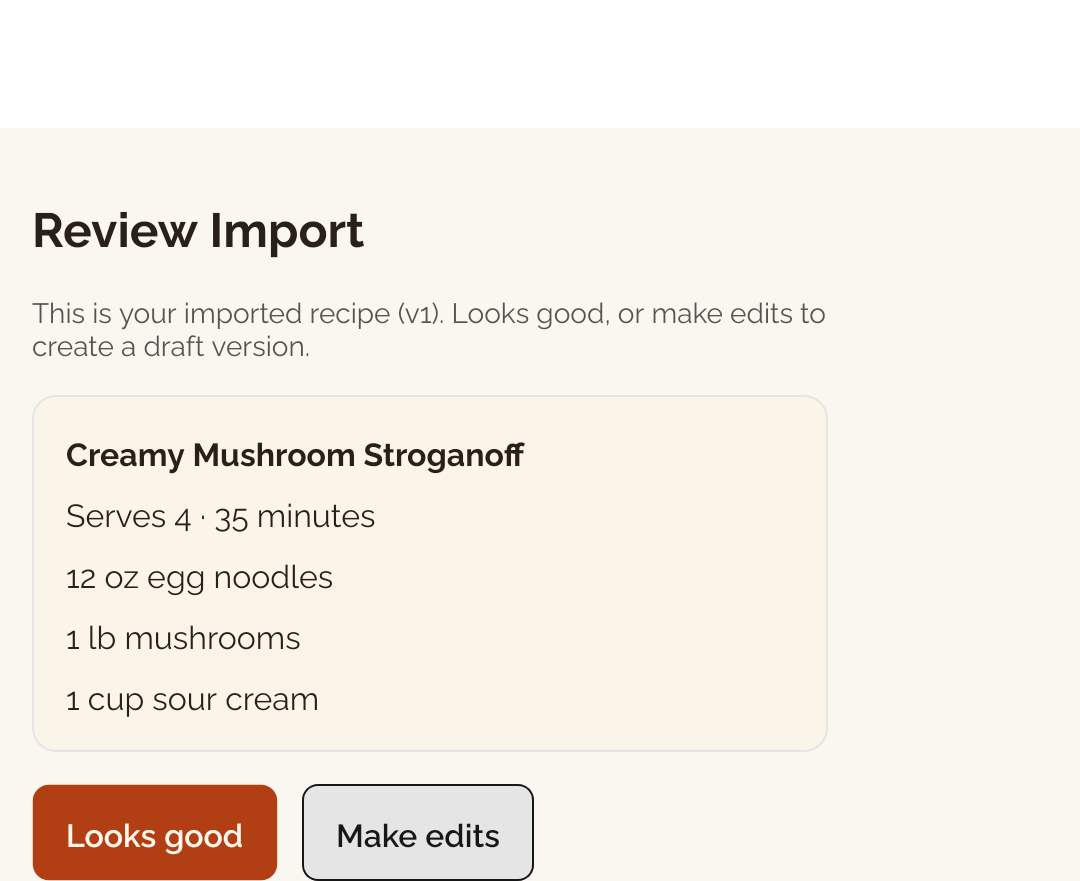 Review Import
This is your imported recipe (v1). Looks good, or make edits to
create a draft version.
Creamy Mushroom Stroganoff
Serves 4 · 35 minutes
12 oz egg noodles
1 lb mushrooms
1 cup sour cream
Looks good
Make edits